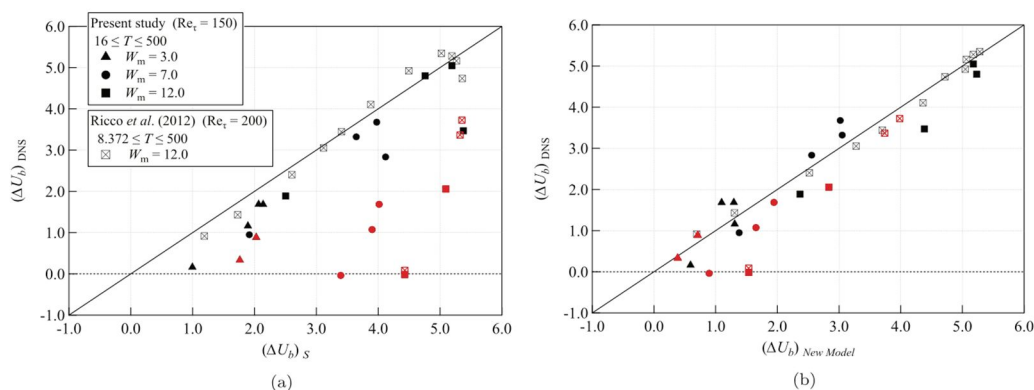 Present study (Reτ = 150)
16 ≤ T ≤ 500
Wm = 3.0
Wm = 7.0
Wm = 12.0
Ricco et al. (2012) (Reτ = 200)
8.372 ≤ T ≤ 500
Wm = 12.0
6.0
5.0
4.0
3.0
2.0
1.0
0.0
-1.0
(ΔUb) DNS
-1.0 0.0 1.0 2.0 3.0 4.0 5.0 6.0
(ΔUb) S
(a)
6.0
5.0
4.0
3.0
2.0
1.0
0.0
-1.0
(ΔUb) DNS
-1.0 0.0 1.0 2.0 3.0 4.0 5.0 6.0
(ΔUb) New Model
(b)